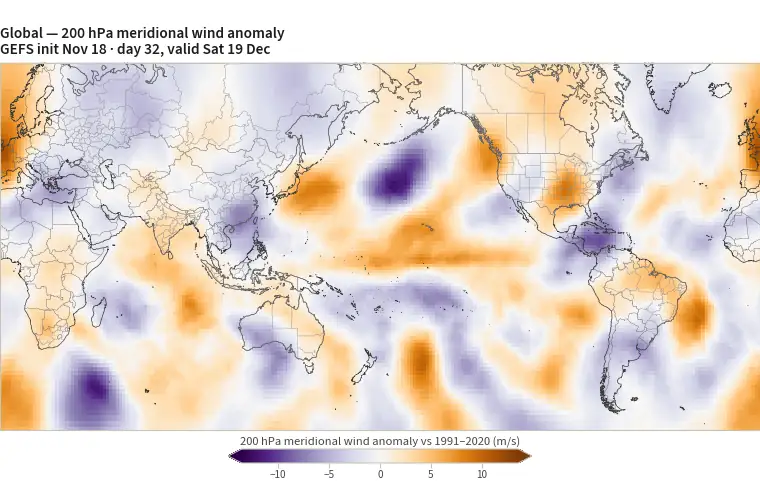 Global — 200 hPa meridional wind anomaly
GEFS init Nov 18 · day 32, valid Sat 19 Dec
200 hPa meridional wind anomaly vs 1991–2020 (m/s)
−10 −5 0 5 10